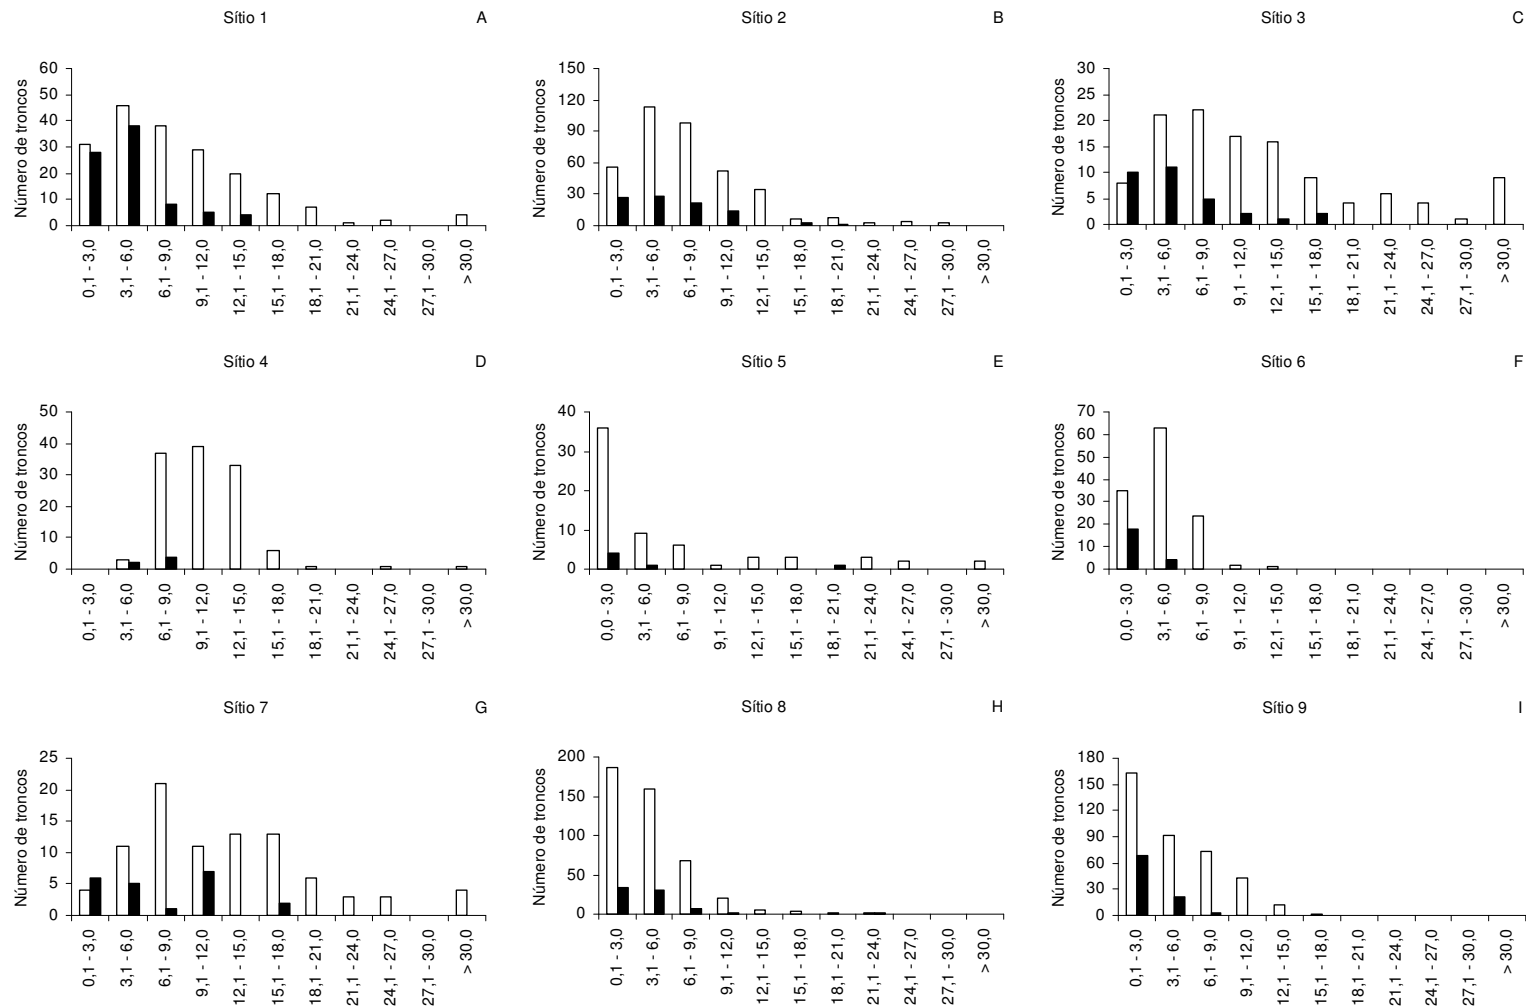 Sítio 1 A
Número de troncos
60
50
40
30
20
10
0
0,1 - 3,0
3,1 - 6,0
6,1 - 9,0
9,1 - 12,0
12,1 - 15,0
15,1 - 18,0
18,1 - 21,0
21,1 - 24,0
24,1 - 27,0
27,1 - 30,0
> 30,0
Sítio 2 B
Número de troncos
150
120
90
60
30
0
0,1 - 3,0
3,1 - 6,0
6,1 - 9,0
9,1 - 12,0
12,1 - 15,0
15,1 - 18,0
18,1 - 21,0
21,1 - 24,0
24,1 - 27,0
27,1 - 30,0
> 30,0
Sítio 3 C
Número de troncos
30
25
20
15
10
5
0
0,1 - 3,0
3,1 - 6,0
6,1 - 9,0
9,1 - 12,0
12,1 - 15,0
15,1 - 18,0
18,1 - 21,0
21,1 - 24,0
24,1 - 27,0
27,1 - 30,0
> 30,0
Sítio 4 D
Número de troncos
50
40
30
20
10
0
0,1 - 3,0
3,1 - 6,0
6,1 - 9,0
9,1 - 12,0
12,1 - 15,0
15,1 - 18,0
18,1 - 21,0
21,1 - 24,0
24,1 - 27,0
27,1 - 30,0
> 30,0
Sítio 5 E
Número de troncos
40
30
20
10
0
0,0 - 3,0
3,1 - 6,0
6,1 - 9,0
9,1 - 12,0
12,1 - 15,0
15,1 - 18,0
18,1 - 21,0
21,1 - 24,0
24,1 - 27,0
27,1 - 30,0
> 30,0
Sítio 6 F
Número de troncos
70
60
50
40
30
20
10
0
0,0 - 3,0
3,1 - 6,0
6,1 - 9,0
9,1 - 12,0
12,1 - 15,0
15,1 - 18,0
18,1 - 21,0
21,1 - 24,0
24,1 - 27,0
27,1 - 30,0
> 30,0
Sítio 7 G
Número de troncos
25
20
15
10
5
0
0,1 - 3,0
3,1 - 6,0
6,1 - 9,0
9,1 - 12,0
12,1 - 15,0
15,1 - 18,0
18,1 - 21,0
21,1 - 24,0
24,1 - 27,0
27,1 - 30,0
> 30,0
Sítio 8 H
Número de troncos
200
150
100
50
0
0,1 - 3,0
3,1 - 6,0
6,1 - 9,0
9,1 - 12,0
12,1 - 15,0
15,1 - 18,0
18,1 - 21,0
21,1 - 24,0
24,1 - 27,0
27,1 - 30,0
> 30,0
Sítio 9 I
Número de troncos
180
150
120
90
60
30
0
0,1 - 3,0
3,1 - 6,0
6,1 - 9,0
9,1 - 12,0
12,1 - 15,0
15,1 - 18,0
18,1 - 21,0
21,1 - 24,0
24,1 - 27,0
27,1 - 30,0
> 30,0